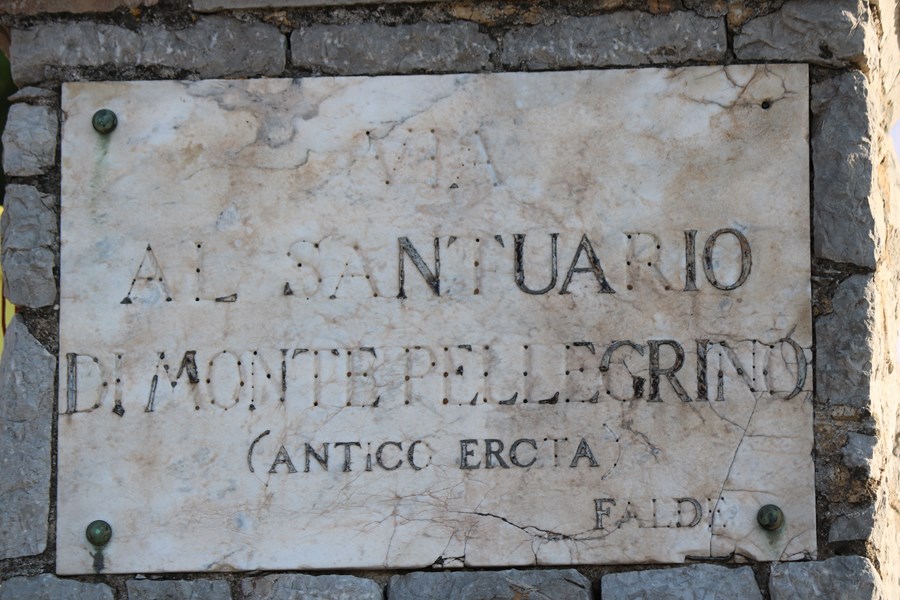 VIA
AL SANTUARIO
DI MONTE PELLEGRINO
(ANTICO ERCTA)
FALDE